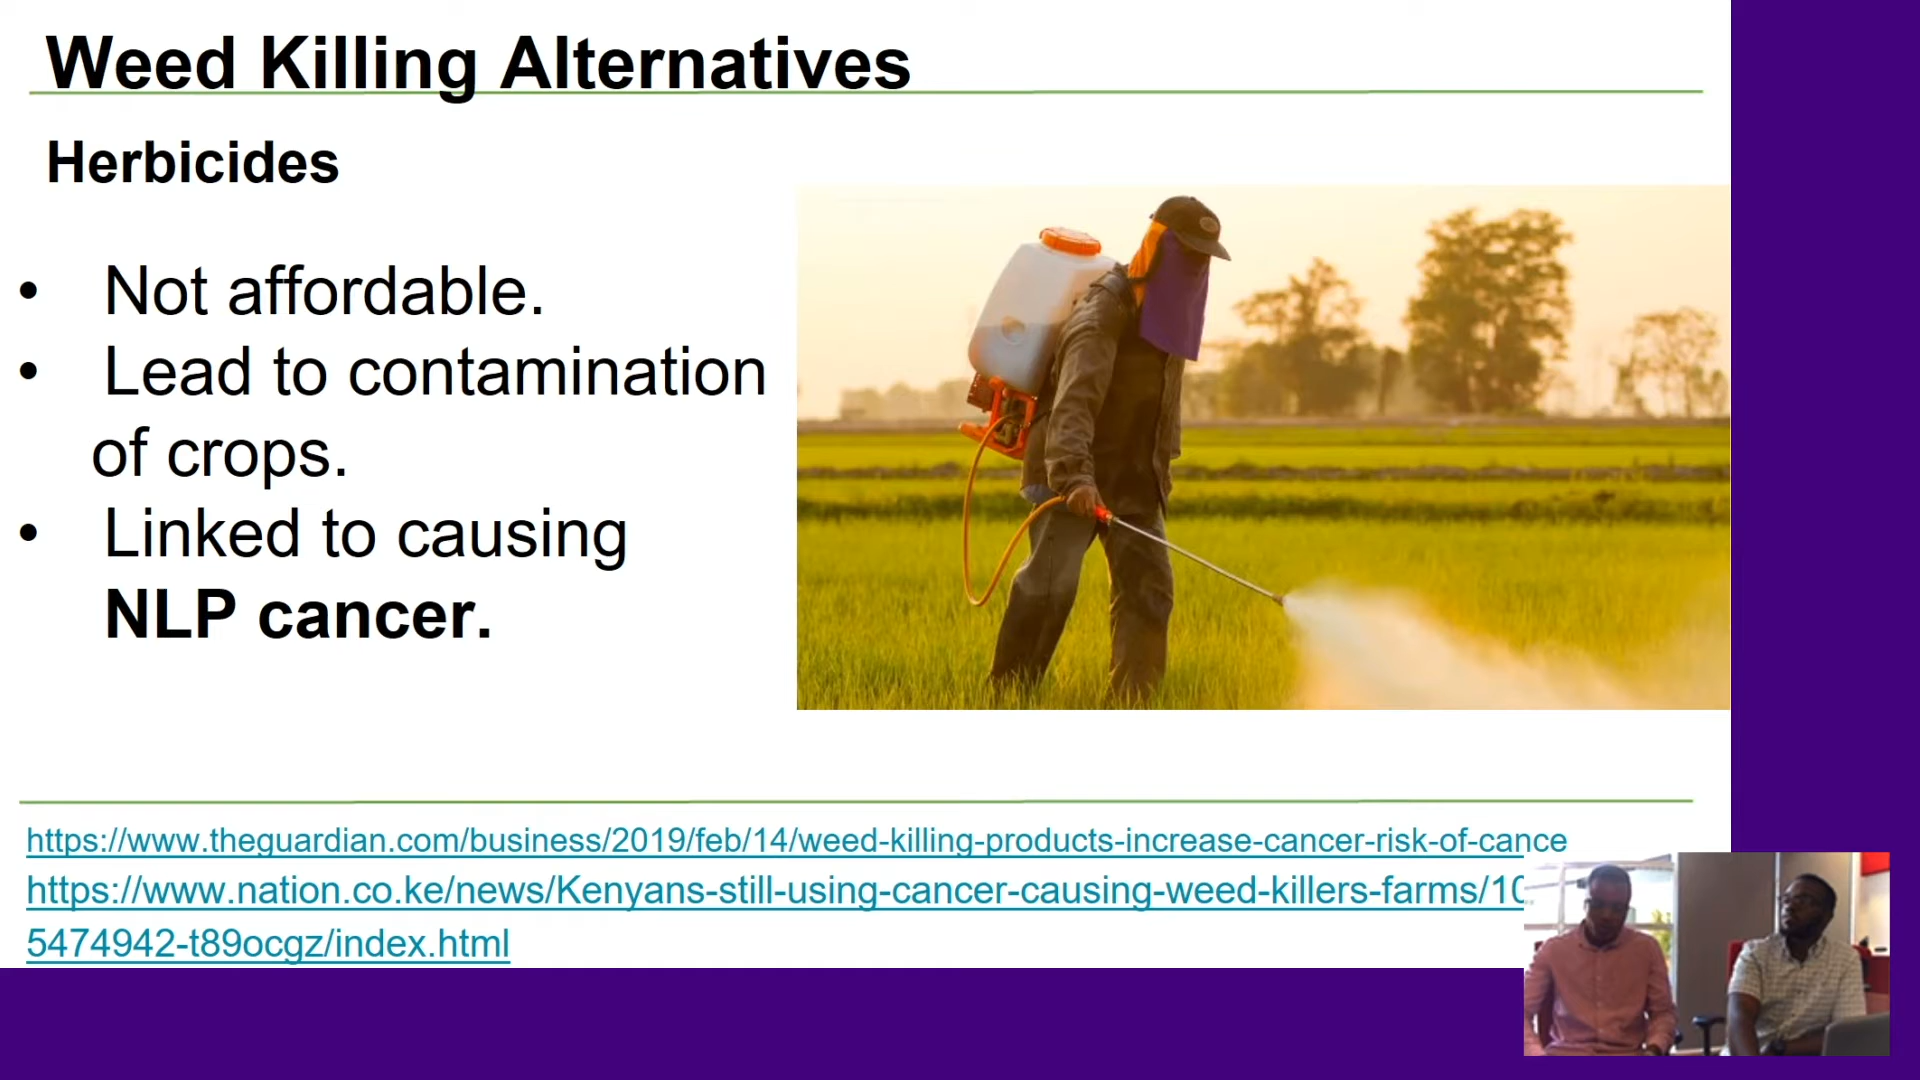 Weed Killing Alternatives
Herbicides
• Not affordable.
• Lead to contamination
of crops.
• Linked to causing
NLP cancer.
https://www.theguardian.com/business/2019/feb/14/weed-killing-products-increase-cancer-risk-of-cance
https://www.nation.co.ke/news/Kenyans-still-using-cancer-causing-weed-killers-farms/10
5474942-t89ocgz/index.html